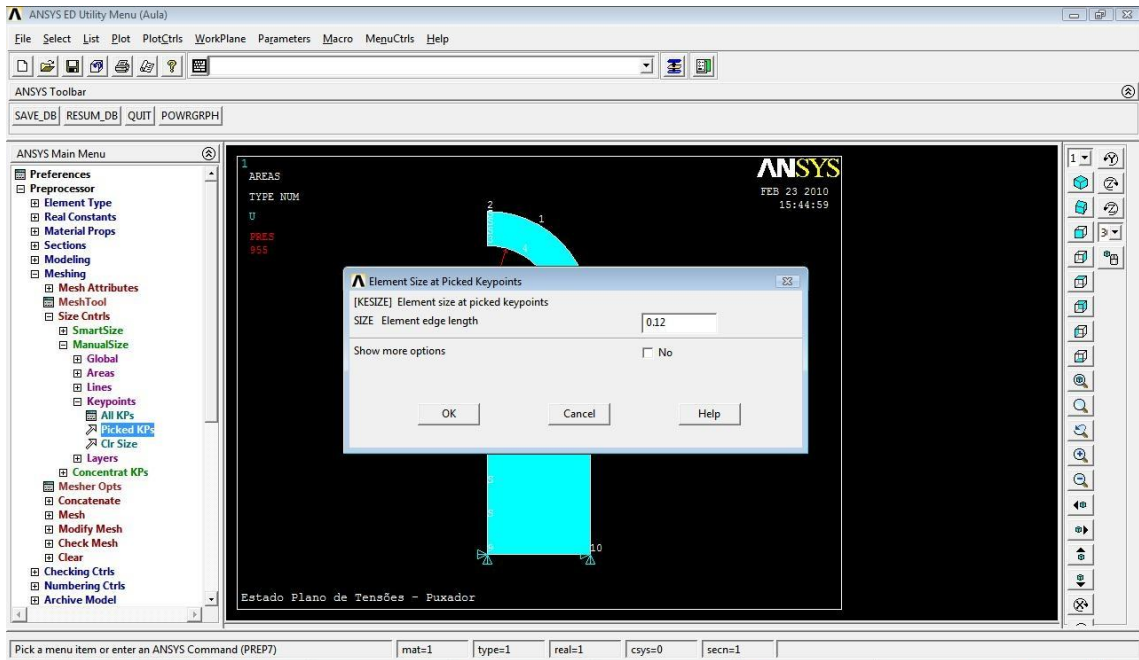 ANSYS ED Utility Menu (Aula)
File Select List Plot PlotCtrls WorkPlane Parameters Macro MenuCtrls Help
ANSYS Toolbar
SAVE_DB RESUM_DB QUIT POWRGRPH
ANSYS Main Menu
Preferences
Preprocessor
Element Type
Real Constants
Material Props
Sections
Modeling
Meshing
Mesh Attributes
MeshTool
Size Cntrls
SmartSize
ManualSize
Global
Areas
Lines
Keypoints
All KPs
Picked KPs
Clr Size
Layers
Concentrat KPs
Mesher Opts
Concatenate
Mesh
Modify Mesh
Check Mesh
Clear
Checking Ctrls
Numbering Ctrls
Archive Model
1
AREAS
TYPE NUM
U
PRES
955
ANSYS
FEB 23 2010
15:44:59
2
1
Element Size at Picked Keypoints
[KESIZE] Element size at picked keypoints
SIZE Element edge length 0.12
Show more options No
OK Cancel Help
S
S
10
Estado Plano de Tensões - Puxador
1
Pick a menu item or enter an ANSYS Command (PREP7) mat=1 type=1 real=1 csys=0 secn=1